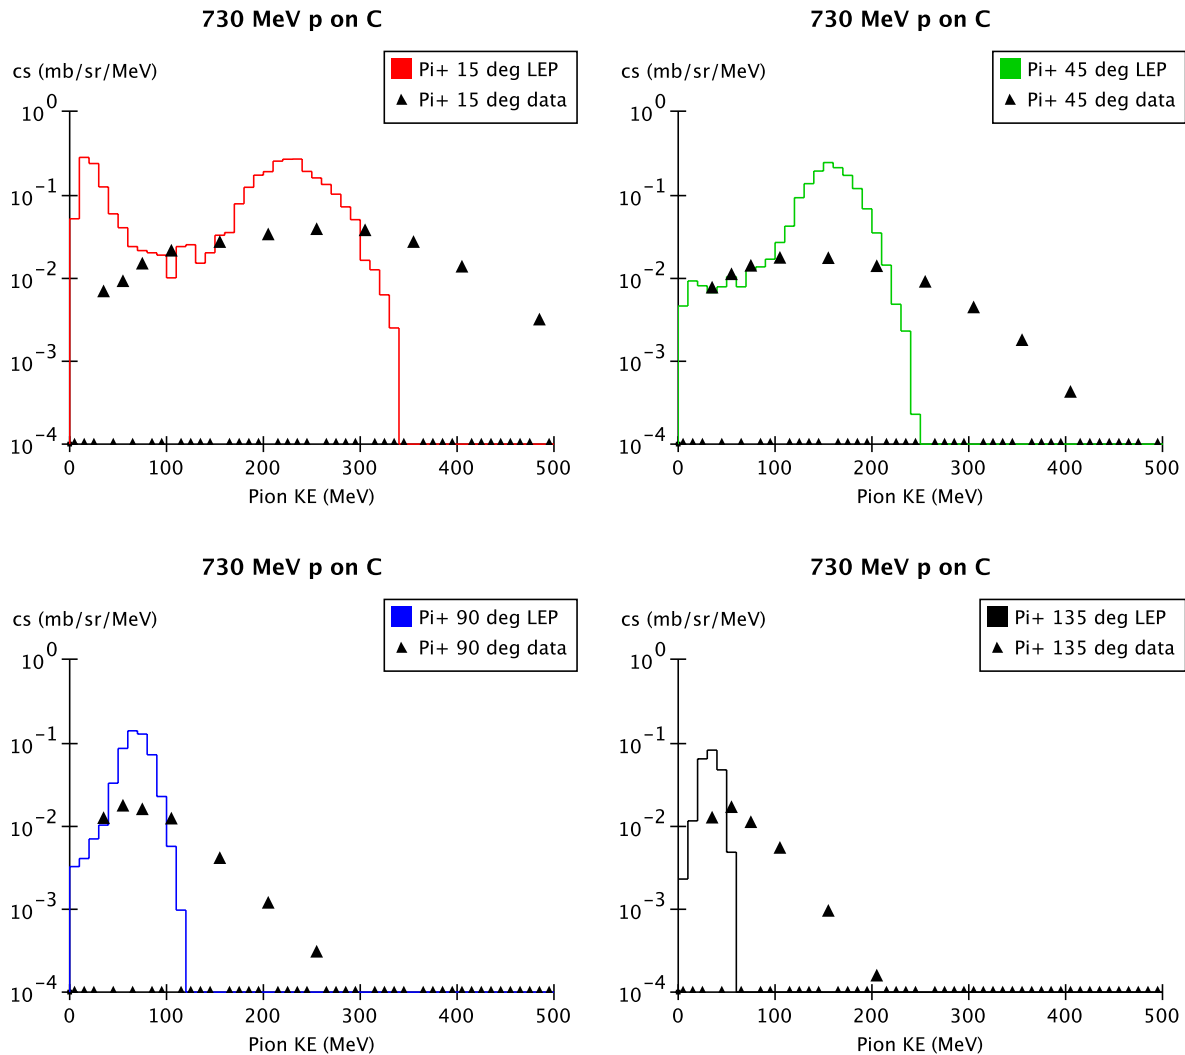 730 MeV p on C
cs (mb/sr/MeV)
Pi+ 15 deg LEP
Pi+ 15 deg data
10^0
10^-1
10^-2
10^-3
10^-4
0 100 200 300 400 500
Pion KE (MeV)
730 MeV p on C
cs (mb/sr/MeV)
Pi+ 45 deg LEP
Pi+ 45 deg data
10^0
10^-1
10^-2
10^-3
10^-4
0 100 200 300 400 500
Pion KE (MeV)
730 MeV p on C
cs (mb/sr/MeV)
Pi+ 90 deg LEP
Pi+ 90 deg data
10^0
10^-1
10^-2
10^-3
10^-4
0 100 200 300 400 500
Pion KE (MeV)
730 MeV p on C
cs (mb/sr/MeV)
Pi+ 135 deg LEP
Pi+ 135 deg data
10^0
10^-1
10^-2
10^-3
10^-4
0 100 200 300 400 500
Pion KE (MeV)